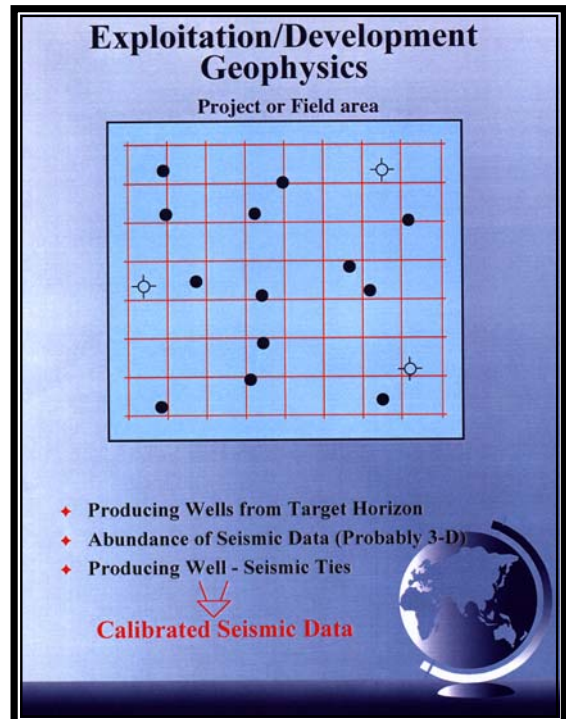 Exploitation/Development
Geophysics
Project or Field area
Producing Wells from Target Horizon
Abundance of Seismic Data (Probably 3-D)
Producing Well - Seismic Ties
Calibrated Seismic Data